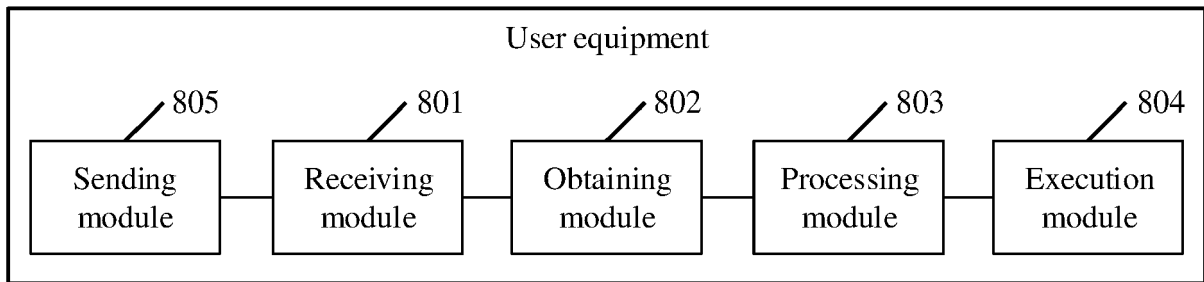 User equipment
805
801
802
803
804
Sending
module
Receiving
module
Obtaining
module
Processing
module
Execution
module